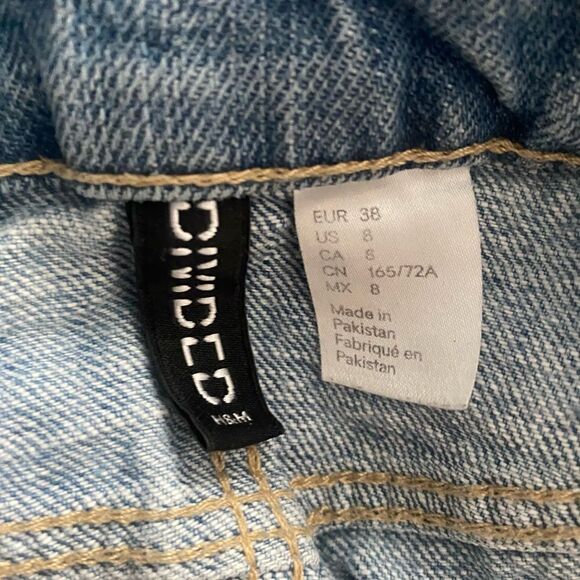 DIVIDED
H&M
EUR 38
US 8
CA 8
CN 165/72A
MX 8
Made in
Pakistan
Fabriqué en
Pakistan